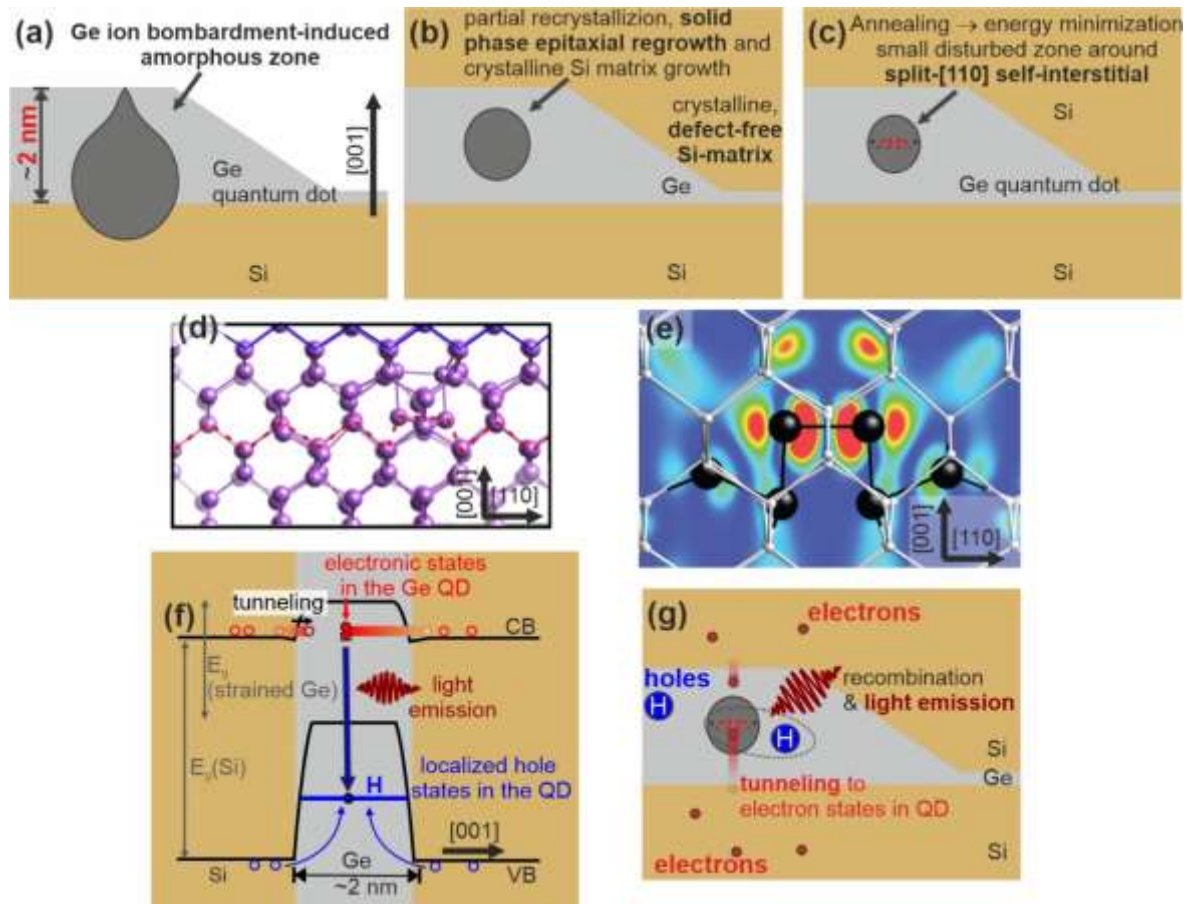 (a)
Ge ion bombardment-induced
amorphous zone
~2 nm
[001]
Ge
quantum dot
Si
(b)
partial recrystallizion, solid
phase epitaxial regrowth and
crystalline Si matrix growth
crystalline,
defect-free
Si-matrix
Ge
Si
(c)
Annealing → energy minimization
small disturbed zone around
split-[110] self-interstitial
Si
Ge quantum dot
Si
(d)
[001]
[110]
(e)
[001]
[110]
(f)
electronic states
in the Ge QD
tunneling
CB
Eg
(strained Ge)
light
emission
Eg(Si)
localized hole
states in the QD
H
[001]
Si
Ge
~2 nm
VB
(g)
electrons
holes
H
recombination
& light emission
H
Si
Ge
tunneling to
electron states in QD
electrons
Si